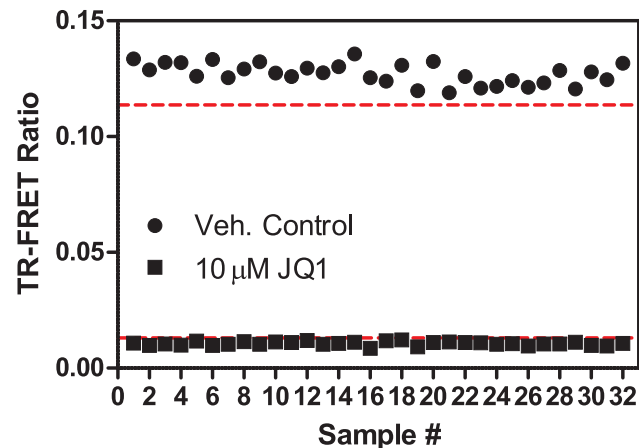 0.15
0.10
0.05
0.00
TR-FRET Ratio
Veh. Control
10 μM JQ1
0 2 4 6 8 10 12 14 16 18 20 22 24 26 28 30 32
Sample #